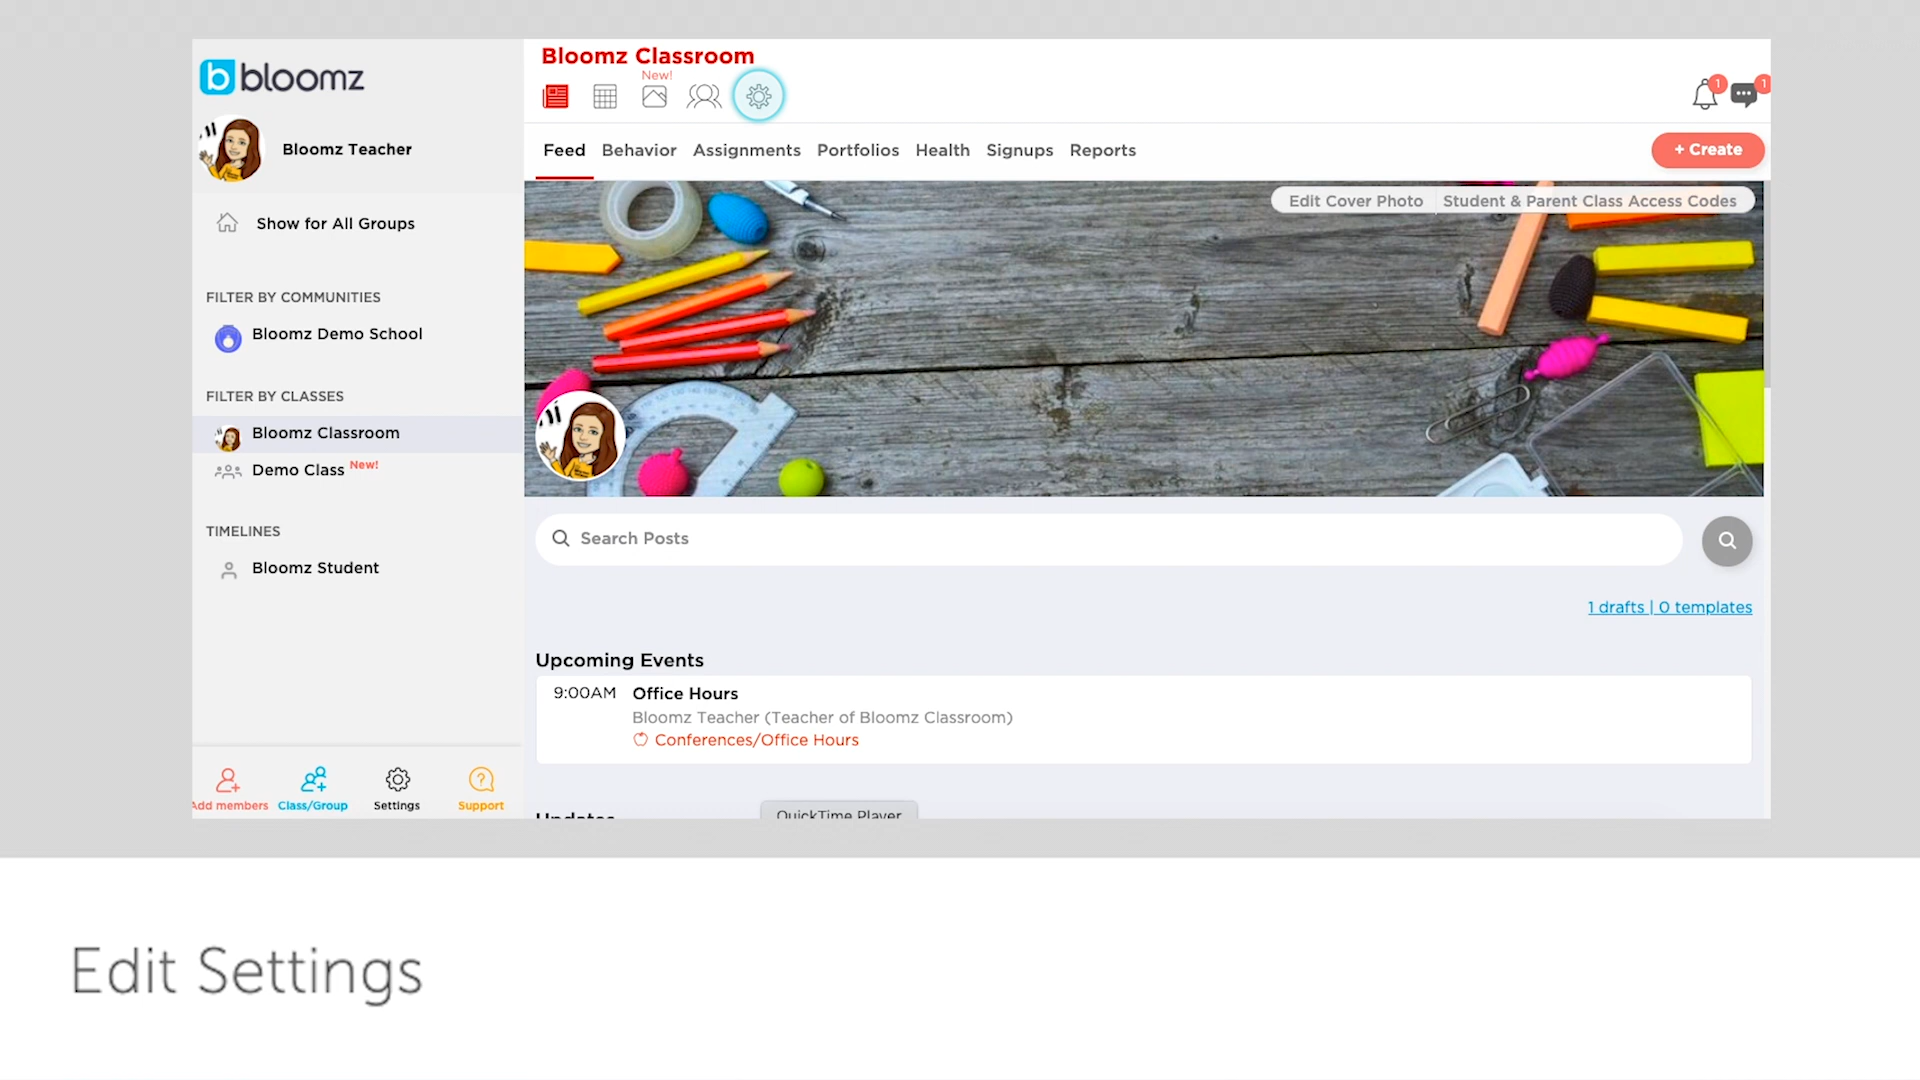 bloomz
Bloomz Teacher
Show for All Groups
FILTER BY COMMUNITIES
Bloomz Demo School
FILTER BY CLASSES
Bloomz Classroom
Demo Class New!
TIMELINES
Bloomz Student
Add members Class/Group Settings Support
Bloomz Classroom
New!
1 1
Feed Behavior Assignments Portfolios Health Signups Reports
+ Create
Edit Cover Photo Student & Parent Class Access Codes
Search Posts
1 drafts | 0 templates
Upcoming Events
9:00AM Office Hours
Bloomz Teacher (Teacher of Bloomz Classroom)
Conferences/Office Hours
Updates
QuickTime Player
Edit Settings